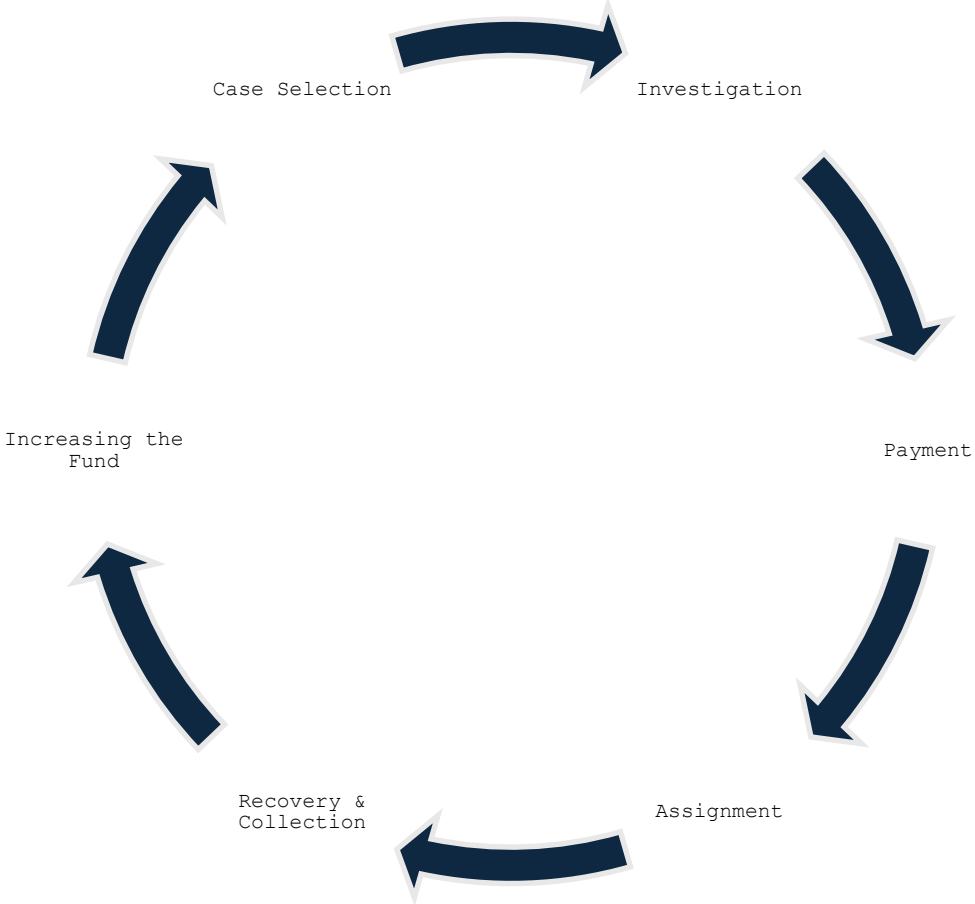 Case Selection
Investigation
Payment
Assignment
Recovery &
Collection
Increasing the
Fund